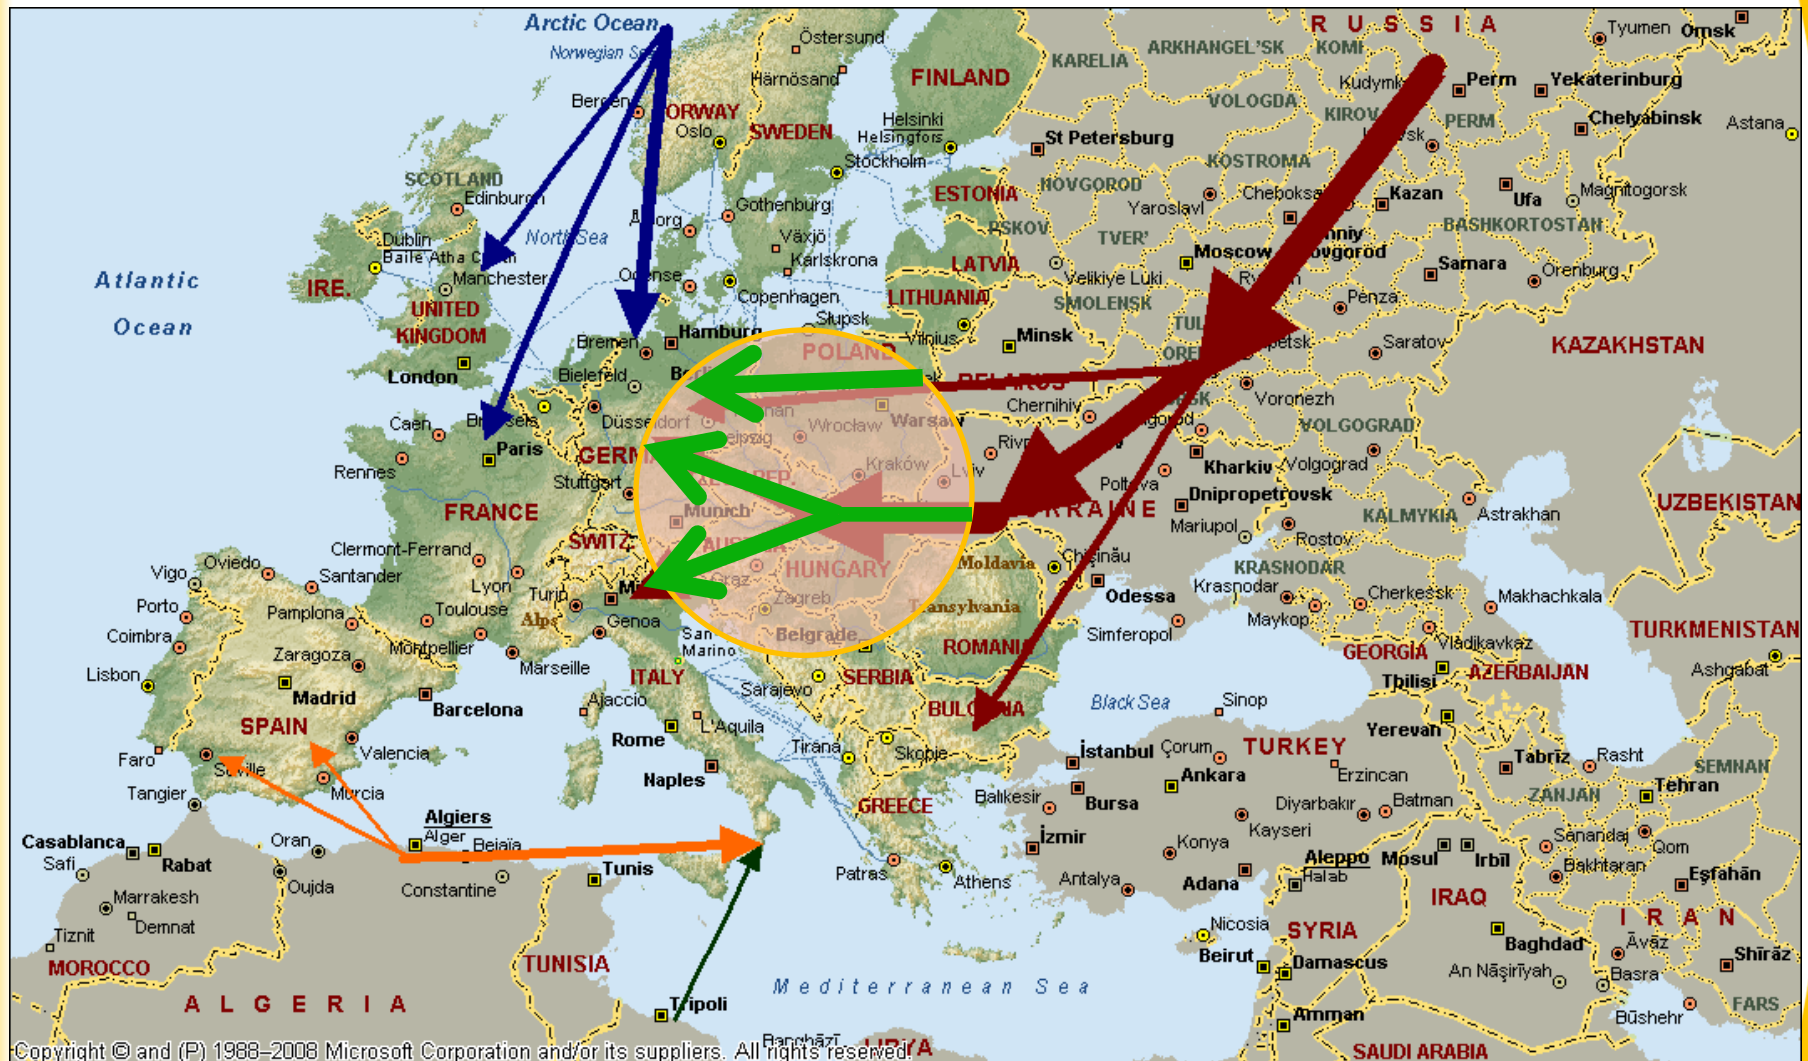 Arctic Ocean
Norwegian
Östersund
Härnösand
FINLAND
KARELIA
ARKHANGEL'SK
KOMI
RUSSIA
Tyumen
Omsk
Perm
Yekaterinburg
Chelyabinsk
Astana
VOLOGDA
KIROV
PERM
Bergen
Oslo
SWEDEN
Helsinki
Helsingfors
St Petersburg
Stockholm
KOSTROMA
SCOTLAND
Edinburgh
ESTONIA
NOVGOROD
Yaroslavl
Kazan
Ufa
Magnitogorsk
BASHKORTOSTAN
Gothenburg
Växjö
Karlskrona
PSKOV
TVER'
Moscow
North Sea
Dublin
Baile Atha
Manchester
IRE.
UNITED
KINGDOM
LATVIA
Velikiye Luki
SMOLENSK
Samara
Orenburg
Penza
Atlantic
Ocean
Odense
Copenhagen
LITHUANIA
Vilnius
Minsk
Słupsk
Hamburg
Bremen
Bielefeld
London
POLAND
BELARUS
Saratov
KAZAKHSTAN
Voronezh
Chernihiv
VOLGOGRAD
Volgograd
Caen
Paris
Rennes
Wrocław
Warsaw
Kraków
Lviv
Kharkiv
Poltava
Dnipropetrovsk
Stuttgart
Munich
FRANCE
SWITZ.
AUSTRIA
HUNGARY
Mariupol
Rostov
KALMYKIA
Astrakhan
UZBEKISTAN
Clermont-Ferrand
Lyon
Turin
Alps
Graz
Zagreb
Belgrade
Moldavia
Transylvania
Chişinău
Odessa
KRASNODAR
Krasnodar
Cherkessk
Maykop
Makhachkala
Simferopol
Vigo
Oviedo
Santander
Porto
Pamplona
Toulouse
Genoa
Coimbra
Montpellier
Zaragoza
Marseille
San
Marino
ROMANIA
Vladikavkaz
GEORGIA
Tbilisi
AZERBAIJAN
TURKMENISTAN
Ashgabat
Lisbon
Madrid
Barcelona
ITALY
Sarajevo
SERBIA
BULGARIA
Black Sea
Sinop
Yerevan
SPAIN
Ajaccio
L'Aquila
Rome
Tirana
Skopje
İstanbul
Çorum
TURKEY
Erzincan
Tabrīz
Rasht
SEMNAN
Faro
Seville
Valencia
Murcia
Naples
Ankara
Bursa
Balıkesir
Diyarbakır
Batman
ZANJAN
Tehran
Tangier
Algiers
Alger
Bejaïa
GREECE
İzmir
Konya
Kayseri
Sanandaj
Qom
Casablanca
Rabat
Oran
Safi
Oujda
Constantine
Tunis
Patras
Athens
Antalya
Adana
Aleppo
Halab
Mosul
Irbīl
Bakhtaran
Eşfahān
Marrakesh
Demnat
Tiznit
MOROCCO
ALGERIA
TUNISIA
Nicosia
Beirut
SYRIA
Damascus
IRAQ
Baghdad
An Nāşirīyah
IRAN
Āvāz
Shīrāz
Basra
FARS
Būshehr
Mediterranean Sea
Tripoli
Amman
SAUDI ARABIA
Copyright © and (P) 1988–2008 Microsoft Corporation and/or its suppliers. All rights reserved.